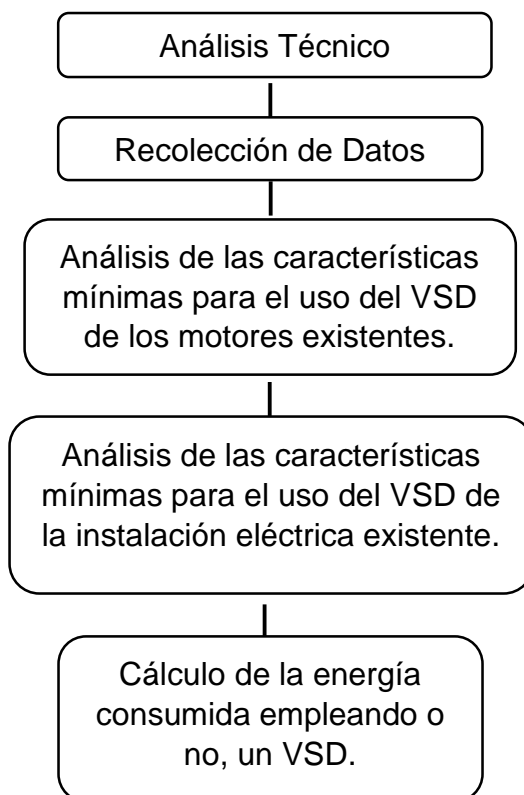 Análisis Técnico
Recolección de Datos
Análisis de las características
mínimas para el uso del VSD
de los motores existentes.
Análisis de las características
mínimas para el uso del VSD de
la instalación eléctrica existente.
Cálculo de la energía
consumida empleando o
no, un VSD.